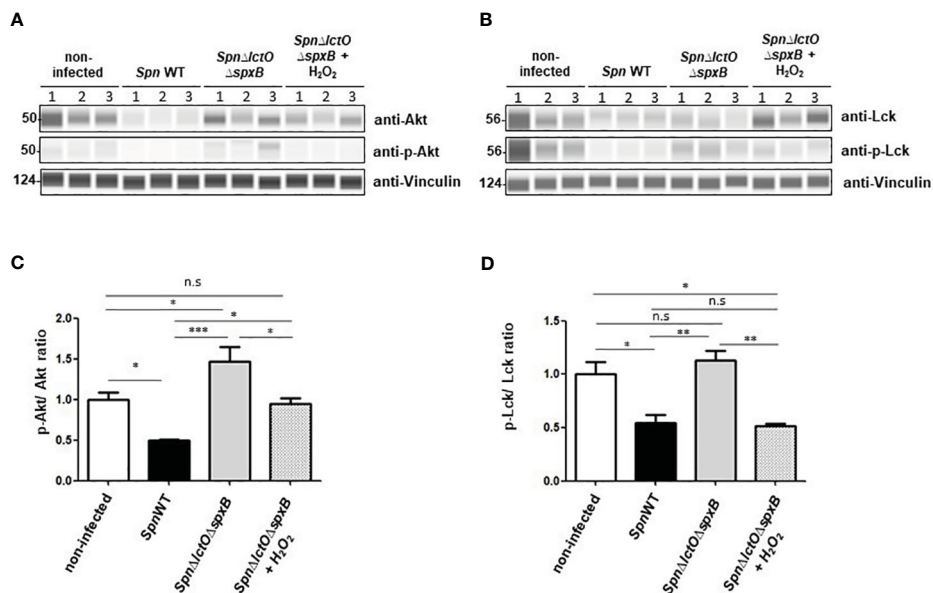 A
non-infected
Spn WT
SpnΔlctO
ΔspxB
SpnΔlctO
ΔspxB +
H2O2
1 2 3 1 2 3 1 2 3 1 2 3
50
anti-Akt
50
anti-p-Akt
124
anti-Vinculin
B
non-infected
Spn WT
SpnΔlctO
ΔspxB
SpnΔlctO
ΔspxB +
H2O2
1 2 3 1 2 3 1 2 3 1 2 3
56
anti-Lck
56
anti-p-Lck
124
anti-Vinculin
C
n.s
*
*
***
*
*
p-Akt/ Akt ratio
2.0
1.5
1.0
0.5
0.0
non-infected
SpnWT
SpnΔlctOΔspxB
SpnΔlctOΔspxB
+ H2O2
D
*
n.s
n.s
*
**
**
p-Lck/ Lck ratio
1.5
1.0
0.5
0.0
non-infected
SpnWT
SpnΔlctOΔspxB
SpnΔlctOΔspxB
+ H2O2